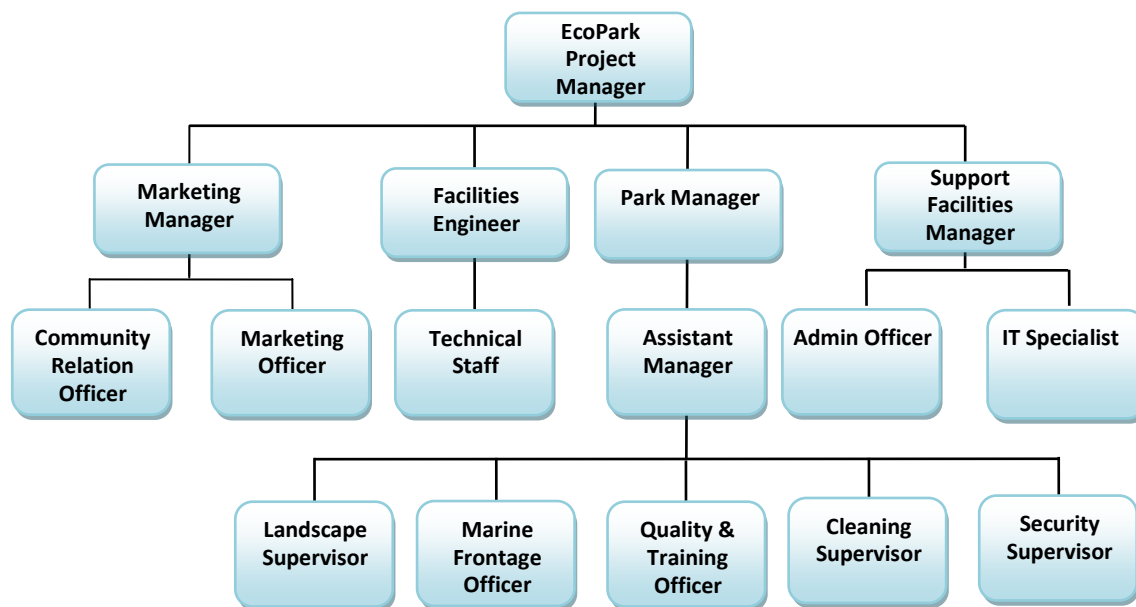 EcoPark
Project
Manager
Marketing
Manager
Facilities
Engineer
Park Manager
Support
Facilities
Manager
Community
Relation
Officer
Marketing
Officer
Technical
Staff
Assistant
Manager
Admin Officer
IT Specialist
Landscape
Supervisor
Marine
Frontage
Officer
Quality &
Training
Officer
Cleaning
Supervisor
Security
Supervisor